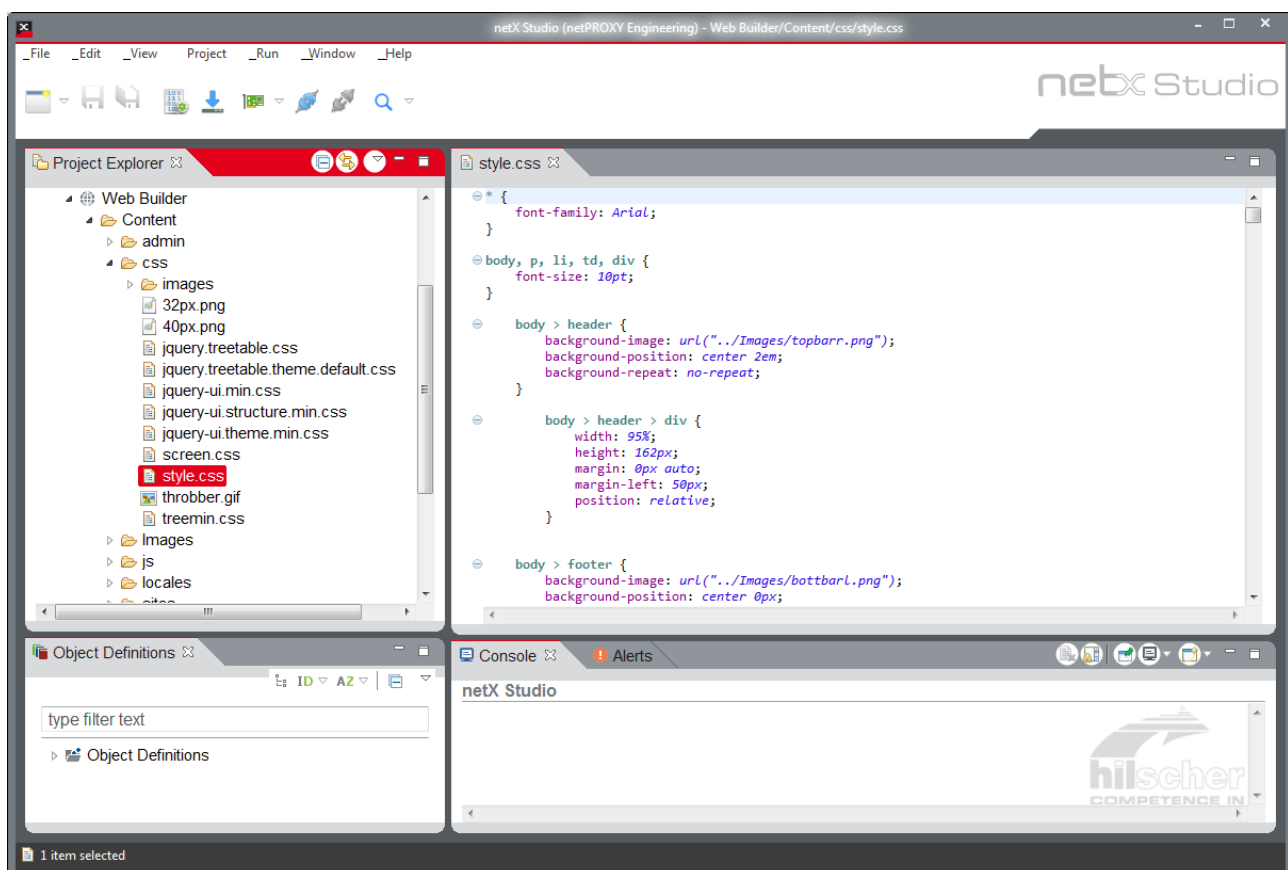 netX Studio (netPROXY Engineering) - Web Builder/Content/css/style.css
_File _Edit _View Project _Run _Window _Help
netX Studio
Project Explorer
Web Builder
Content
admin
css
images
32px.png
40px.png
jquery.treetable.css
jquery.treetable.theme.default.css
jquery-ui.min.css
jquery-ui.structure.min.css
jquery-ui.theme.min.css
screen.css
style.css
throbber.gif
treemin.css
Images
js
locales
style.css
* {
font-family: Arial;
}
body, p, li, td, div {
font-size: 10pt;
}
body > header {
background-image: url("../Images/topbarr.png");
background-position: center 2em;
background-repeat: no-repeat;
}
body > header > div {
width: 95%;
height: 162px;
margin: 0px auto;
margin-left: 50px;
position: relative;
}
body > footer {
background-image: url("../Images/bottbarl.png");
background-position: center 0px;
Object Definitions
ID AZ
type filter text
Object Definitions
Console Alerts
netX Studio
hilscher
COMPETENCE IN
1 item selected